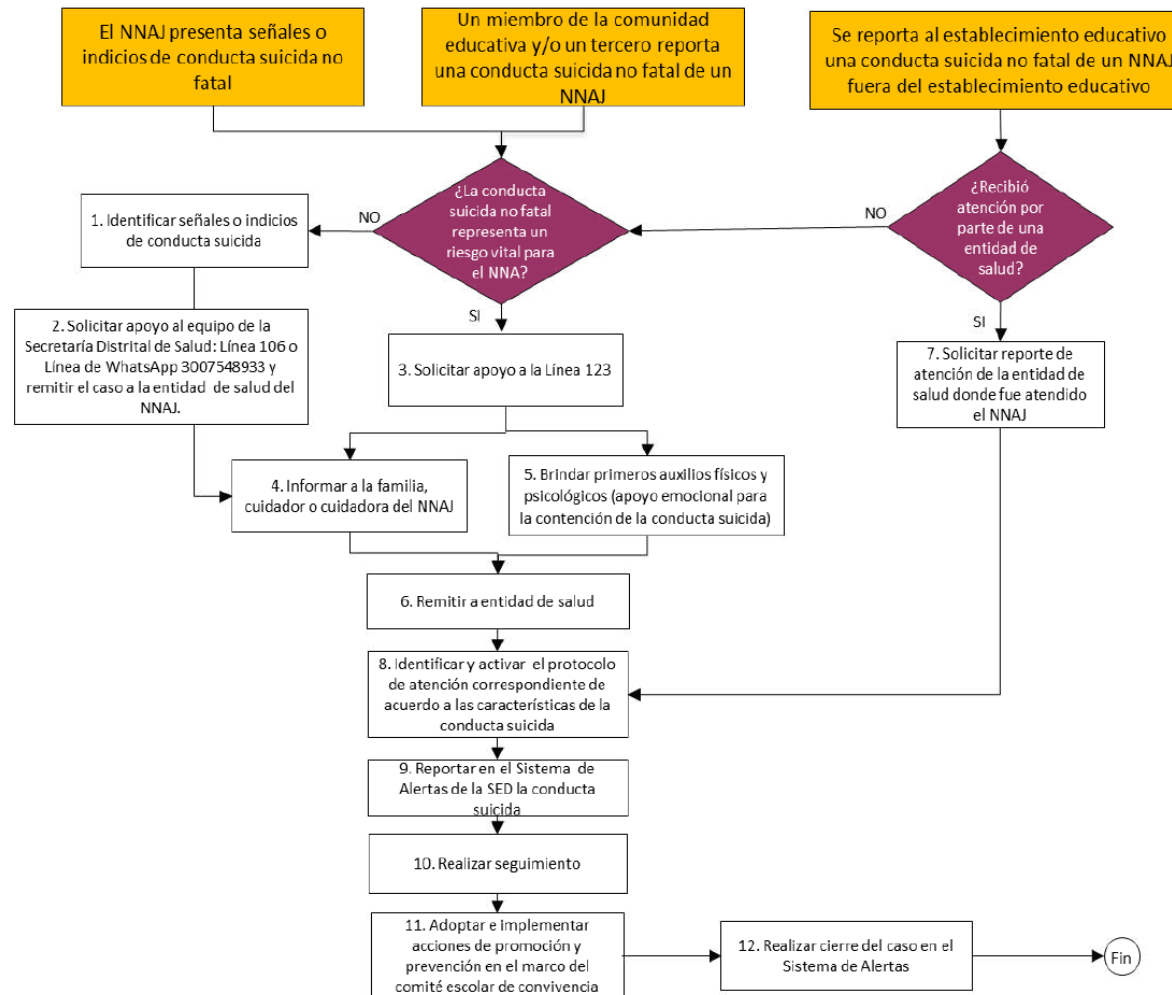 El NNAJ presenta señales o
indicios de conducta suicida no
fatal
Un miembro de la comunidad
educativa y/o un tercero reporta
una conducta suicida no fatal de un
NNAJ
Se reporta al establecimiento educativo
una conducta suicida no fatal de un NNAJ
fuera del establecimiento educativo
¿La conducta
suicida no fatal
representa un
riesgo vital para
el NNA?
¿Recibió
atención por
parte de una
entidad de
salud?
NO
NO
1. Identificar señales o indicios
de conducta suicida
SI
SI
2. Solicitar apoyo al equipo de la
Secretaría Distrital de Salud: Línea 106 o
Línea de WhatsApp 3007548933 y
remitir el caso a la entidad de salud del
NNAJ.
3. Solicitar apoyo a la Línea 123
7. Solicitar reporte de
atención de la entidad de
salud donde fue atendido
el NNAJ
4. Informar a la familia,
cuidador o cuidadora del NNAJ
5. Brindar primeros auxilios físicos y
psicológicos (apoyo emocional para
la contención de la conducta suicida)
6. Remitir a entidad de salud
8. Identificar y activar el protocolo
de atención correspondiente de
acuerdo a las características de la
conducta suicida
9. Reportar en el Sistema de
Alertas de la SED la conducta
suicida
10. Realizar seguimiento
11. Adoptar e implementar
acciones de promoción y
prevención en el marco del
comité escolar de convivencia
12. Realizar cierre del caso en el
Sistema de Alertas
Fin